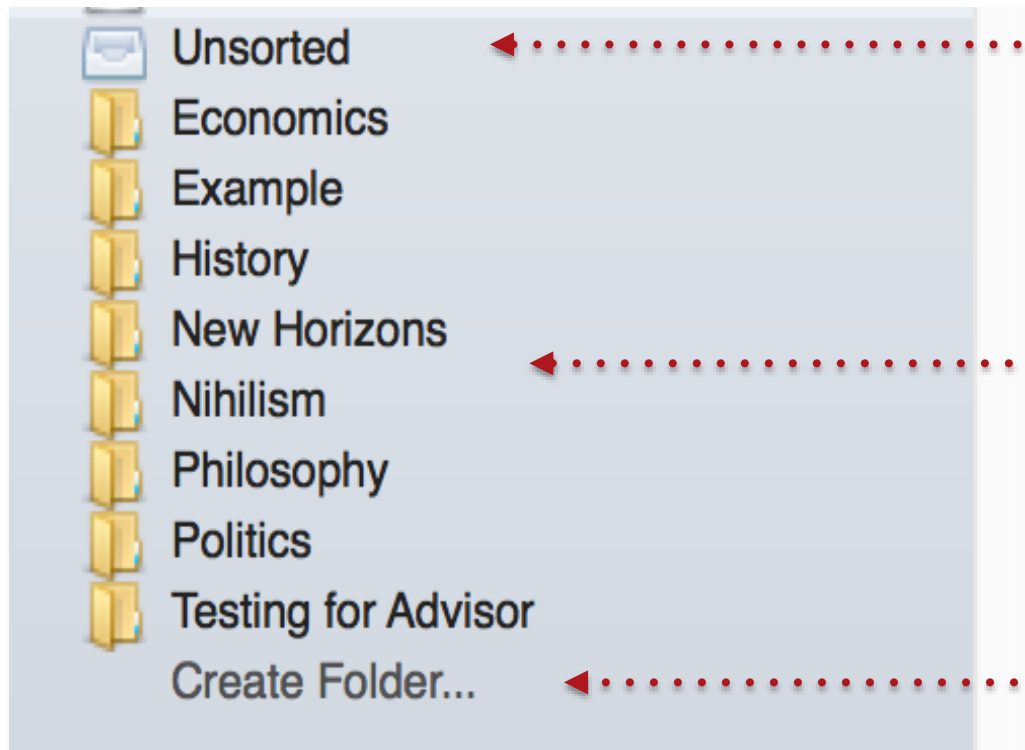 Unsorted
Economics
Example
History
New Horizons
Nihilism
Philosophy
Politics
Testing for Advisor
Create Folder...